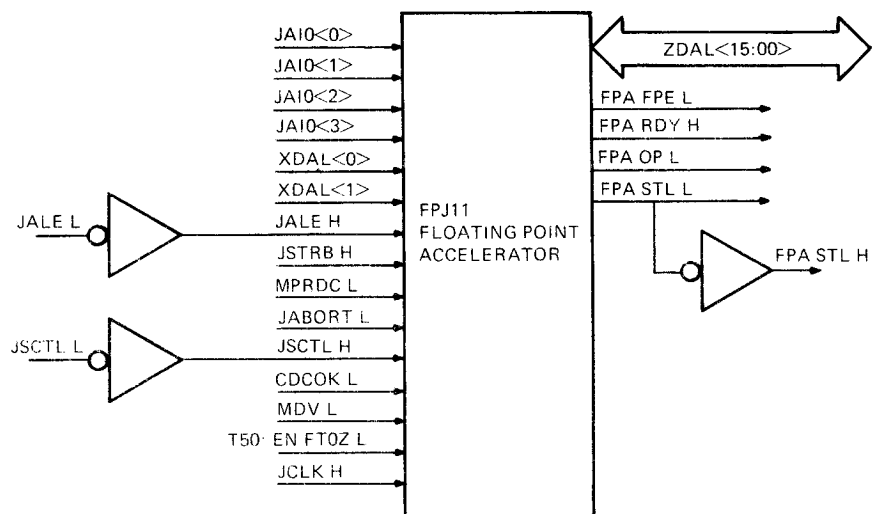 JAI0<0>
JAI0<1>
JAI0<2>
JAI0<3>
XDAL<0>
XDAL<1>
JALE L
JALE H
JSTRB H
MPRDC L
JABORT L
JSCTL L
JSCTL H
CDCOK L
MDV L
T50: EN FT0Z L
JCLK H
FPJ11
FLOATING POINT
ACCELERATOR
ZDAL<15:00>
FPA FPE L
FPA RDY H
FPA OP L
FPA STL L
FPA STL H